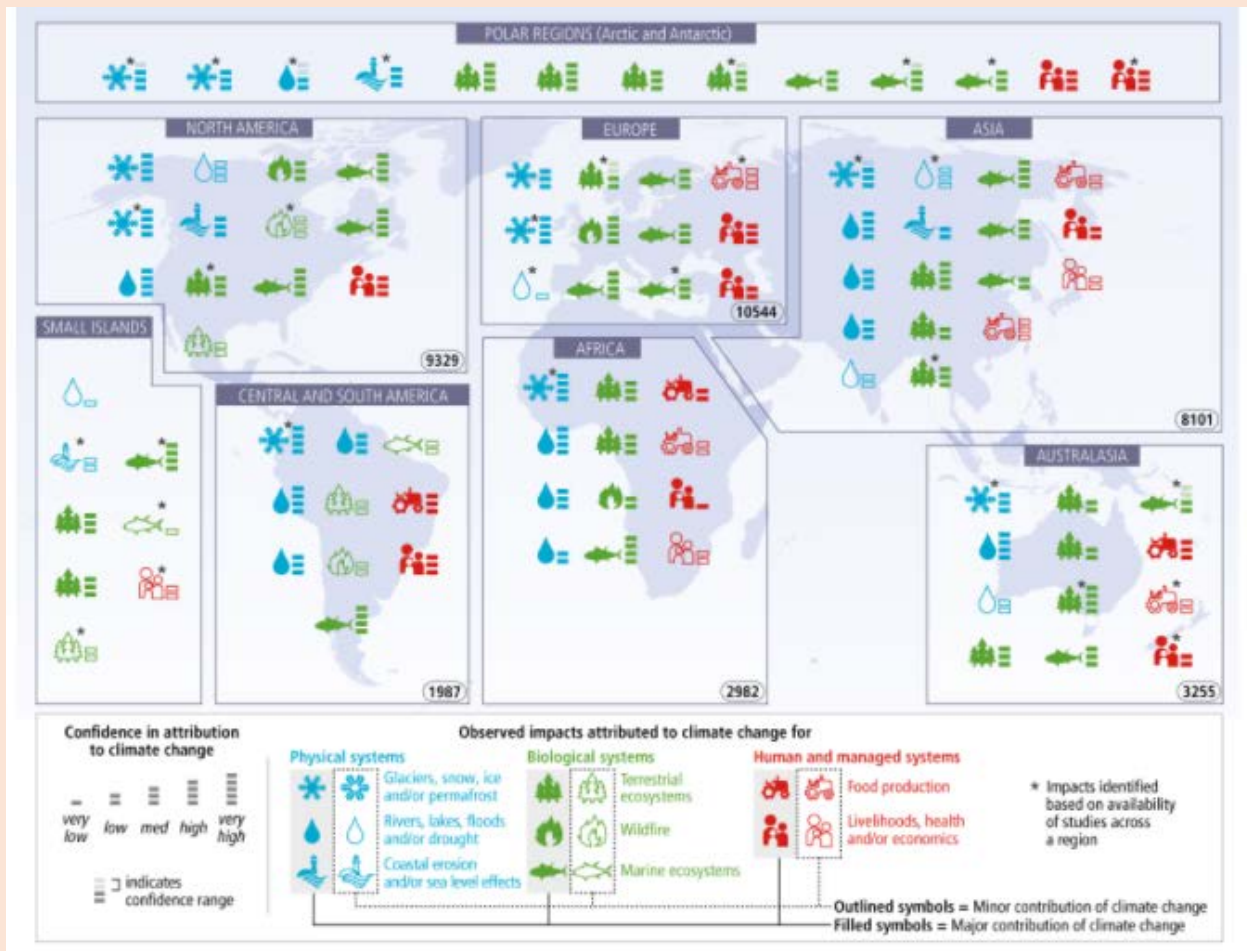 POLAR REGIONS (Arctic and Antarctic)
NORTH AMERICA
EUROPE
ASIA
10544
SMALL ISLANDS
9329
AFRICA
CENTRAL AND SOUTH AMERICA
8101
AUSTRALASIA
1987
2982
3255
Confidence in attribution
to climate change
very
low
low
med
high
very
high
indicates
confidence range
Observed impacts attributed to climate change for
Physical systems
Glaciers, snow, ice
and/or permafrost
Rivers, lakes, floods
and/or drought
Coastal erosion
and/or sea level effects
Biological systems
Terrestrial
ecosystems
Wildfire
Marine ecosystems
Human and managed systems
Food production
Livelihoods, health
and/or economics
* Impacts identified
based on availability
of studies across
a region
Outlined symbols = Minor contribution of climate change
Filled symbols = Major contribution of climate change